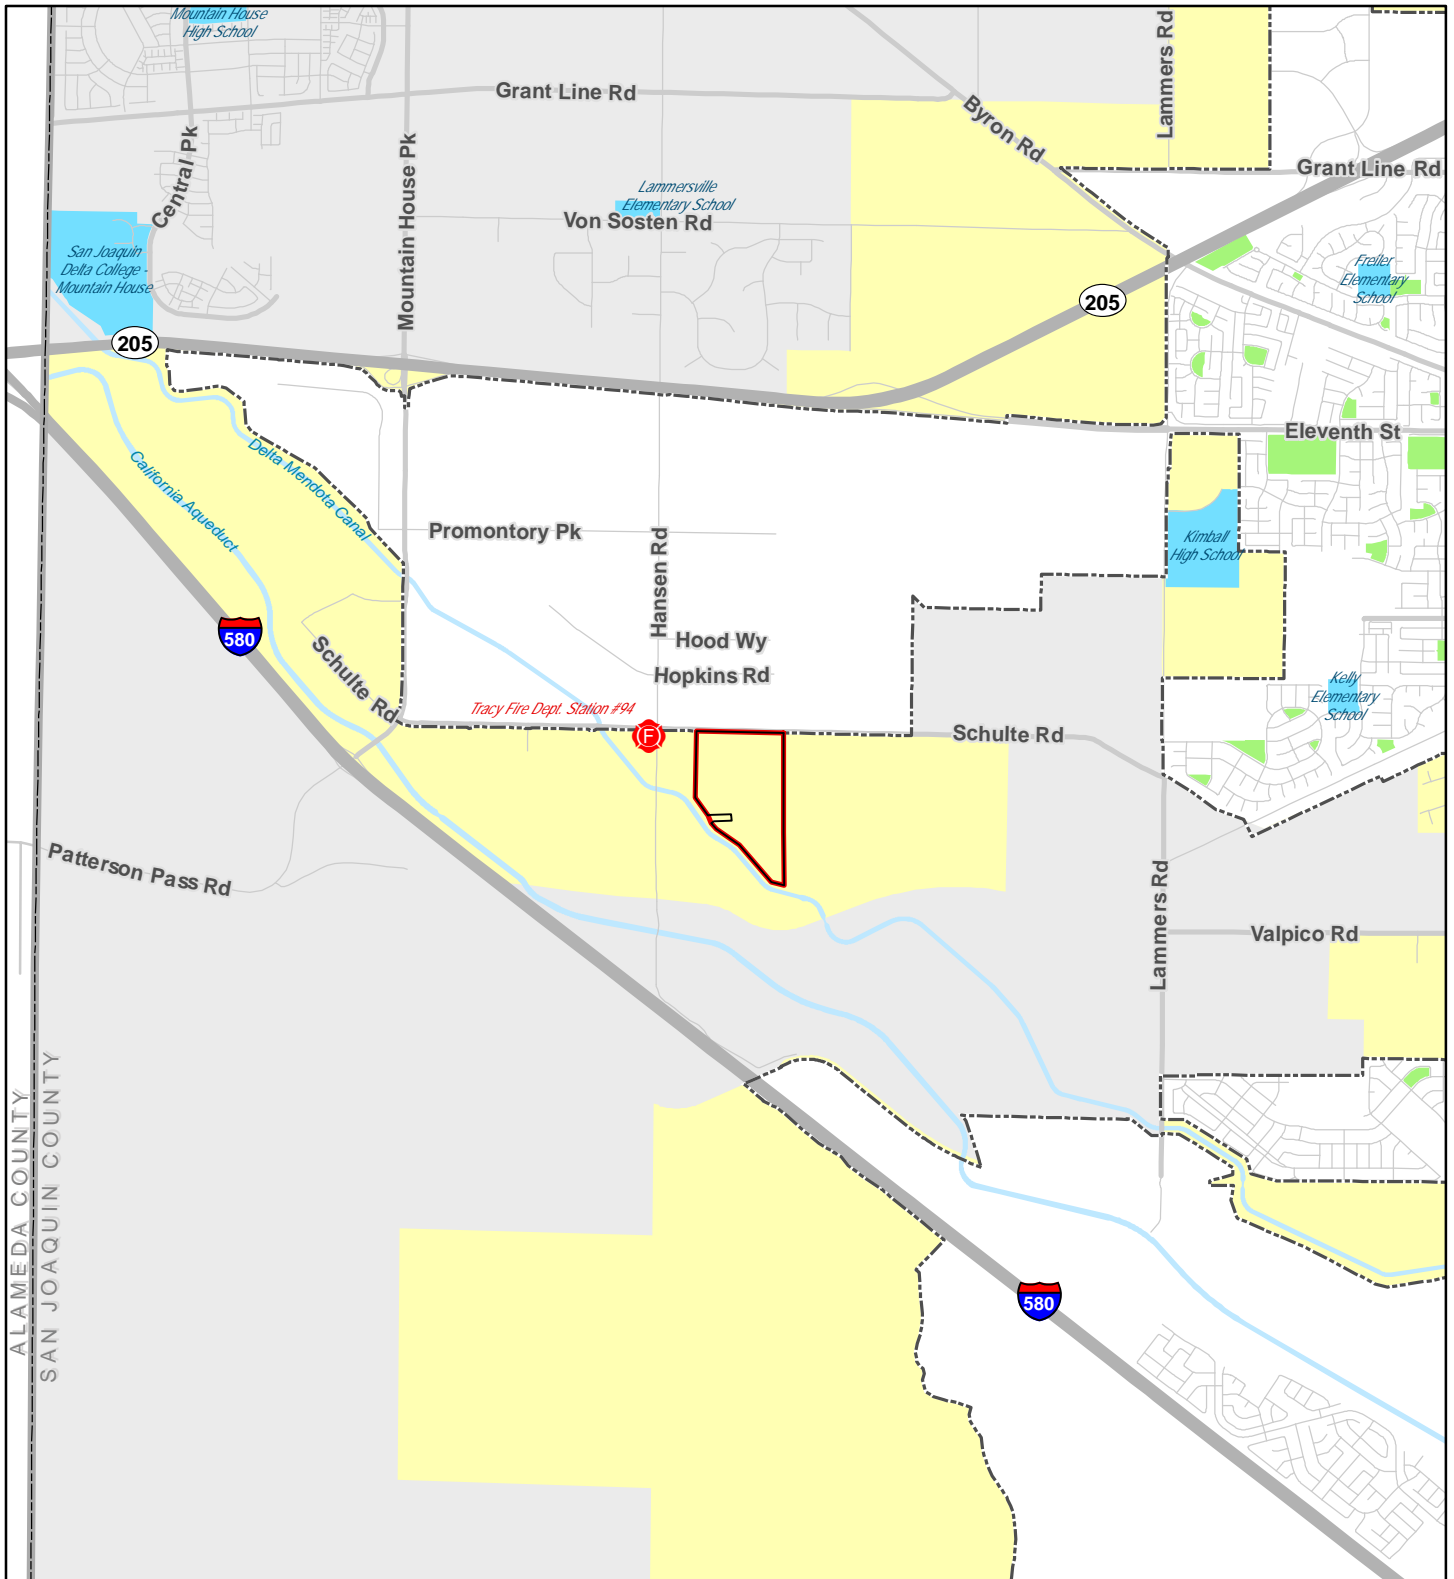 Mountain House
High School
Grant Line Rd
Lammers Rd
Byron Rd
Central Pk
Mountain House Pk
Grant Line Rd
Lammersville
Elementary School
Von Sosten Rd
San Joaquin
Delta College -
Mountain House
Freiler
Elementary
School
205
205
Eleventh St
California Aqueduct
Delta Mendota Canal
Promontory Pk
Hansen Rd
Kimball
High School
580
Schulte Rd
Hood Wy
Hopkins Rd
Kelly
Elementary
School
Tracy Fire Dept. Station #94
F
Schulte Rd
Patterson Pass Rd
Lammers Rd
Valpico Rd
ALAMEDA COUNTY
SAN JOAQUIN COUNTY
580